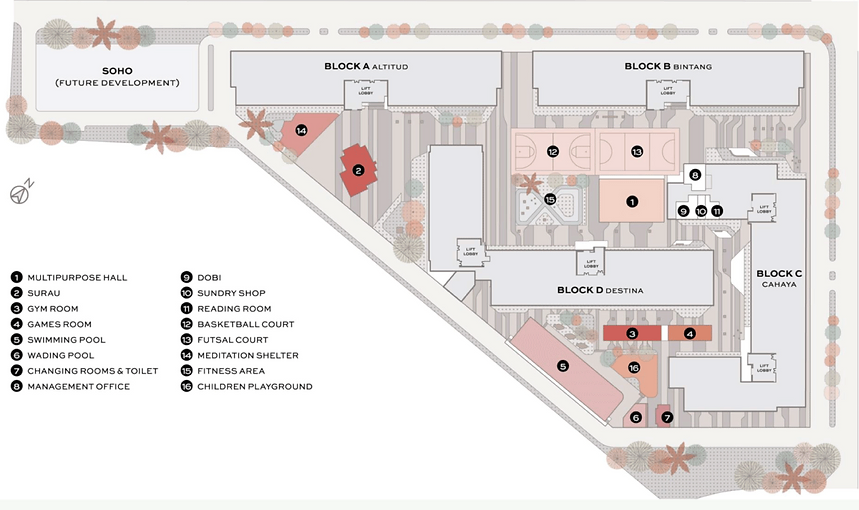 SOHO
(FUTURE DEVELOPMENT)
BLOCK A ALTITUD
LIFT
LOBBY
BLOCK B BINTANG
LIFT
LOBBY
14
2
12
13
8
15
1
9 10 11
LIFT
LOBBY
LIFT
LOBBY
LIFT
LOBBY
BLOCK D DESTINA
BLOCK C
CAHAYA
3
4
5
16
LIFT
LOBBY
6
7
N
1 MULTIPURPOSE HALL
2 SURAU
3 GYM ROOM
4 GAMES ROOM
5 SWIMMING POOL
6 WADING POOL
7 CHANGING ROOMS & TOILET
8 MANAGEMENT OFFICE
9 DOBI
10 SUNDRY SHOP
11 READING ROOM
12 BASKETBALL COURT
13 FUTSAL COURT
14 MEDITATION SHELTER
15 FITNESS AREA
16 CHILDREN PLAYGROUND